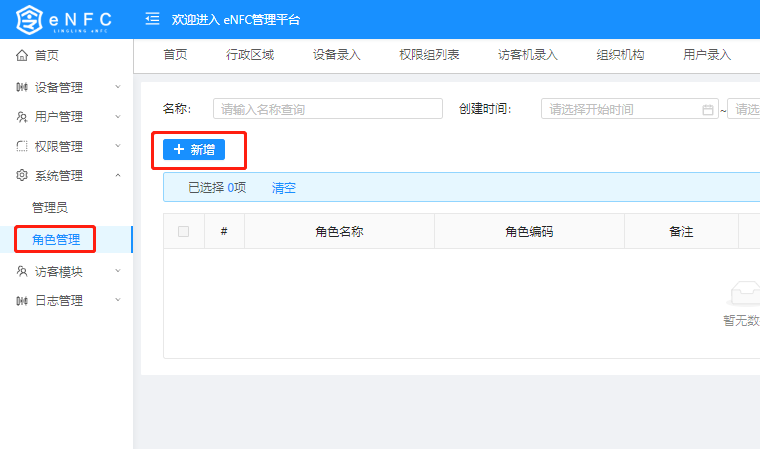 eNFC
LINGLING eNFC
欢迎进入 eNFC管理平台
首页
设备管理
用户管理
权限管理
系统管理
管理员
角色管理
访客模块
日志管理
首页 行政区域 设备录入 权限组列表 访客机录入 组织机构 用户录入
名称: 请输入名称查询 创建时间: 请选择开始时间 ~ 请选
+ 新增
已选择 0项 清空
# 角色名称 角色编码 备注
暂无数